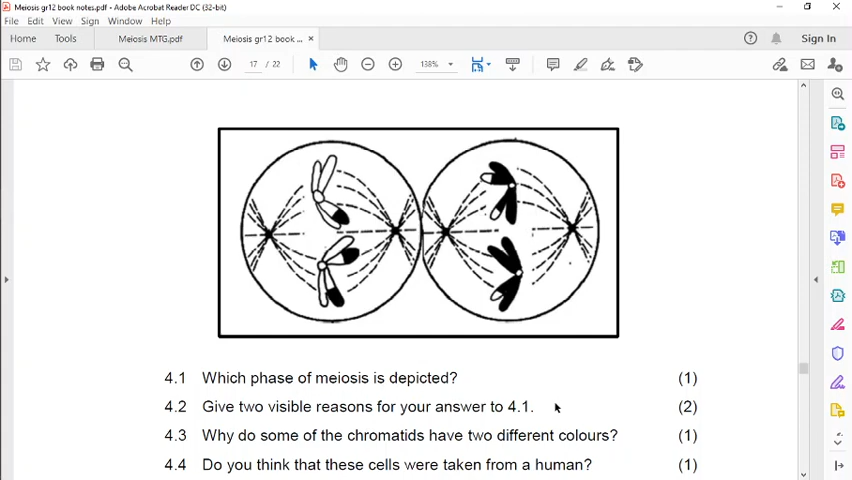 Meiosis gr12 book notes.pdf - Adobe Acrobat Reader DC (32-bit)
File Edit View Sign Window Help
Home Tools Meiosis MTG.pdf Meiosis gr12 book ... × Sign In
17 / 22 138%
4.1 Which phase of meiosis is depicted? (1)
4.2 Give two visible reasons for your answer to 4.1. (2)
4.3 Why do some of the chromatids have two different colours? (1)
4.4 Do you think that these cells were taken from a human? (1)